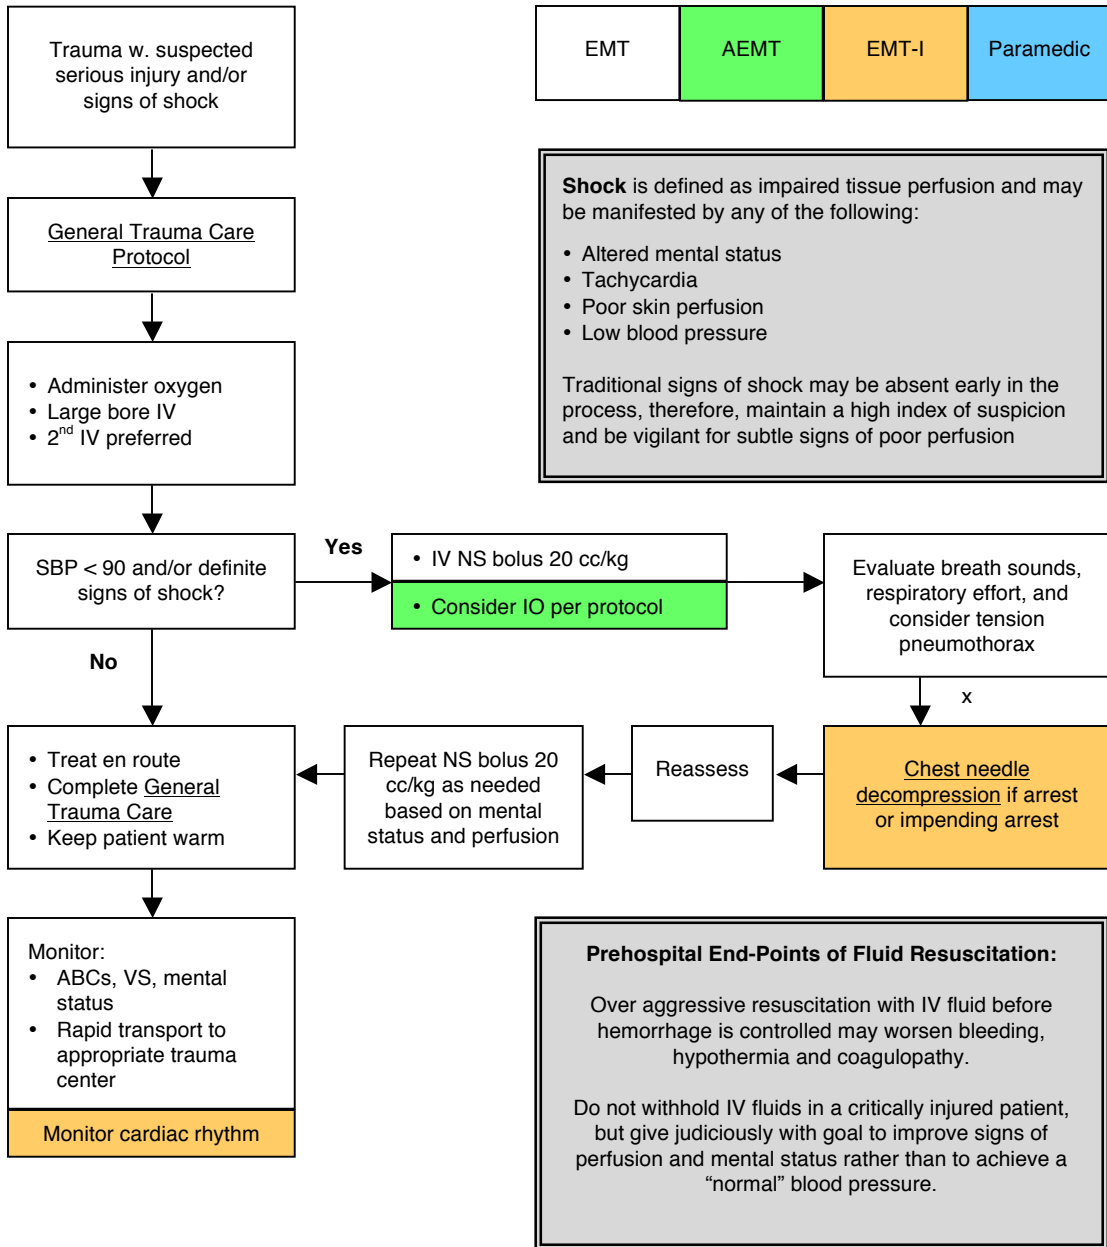 Trauma w. suspected
serious injury and/or
signs of shock
EMT
AEMT
EMT-I
Paramedic
General Trauma Care
Protocol
Shock is defined as impaired tissue perfusion and may
be manifested by any of the following:
• Altered mental status
• Tachycardia
• Poor skin perfusion
• Low blood pressure
Traditional signs of shock may be absent early in the
process, therefore, maintain a high index of suspicion
and be vigilant for subtle signs of poor perfusion
• Administer oxygen
• Large bore IV
• 2nd IV preferred
SBP < 90 and/or definite
signs of shock?
Yes
• IV NS bolus 20 cc/kg
• Consider IO per protocol
Evaluate breath sounds,
respiratory effort, and
consider tension
pneumothorax
No
x
Chest needle
decompression if arrest
or impending arrest
Reassess
Repeat NS bolus 20
cc/kg as needed
based on mental
status and perfusion
• Treat en route
• Complete General
Trauma Care
• Keep patient warm
Monitor:
• ABCs, VS, mental
status
• Rapid transport to
appropriate trauma
center
Monitor cardiac rhythm
Prehospital End-Points of Fluid Resuscitation:
Over aggressive resuscitation with IV fluid before
hemorrhage is controlled may worsen bleeding,
hypothermia and coagulopathy.
Do not withhold IV fluids in a critically injured patient,
but give judiciously with goal to improve signs of
perfusion and mental status rather than to achieve a
“normal” blood pressure.